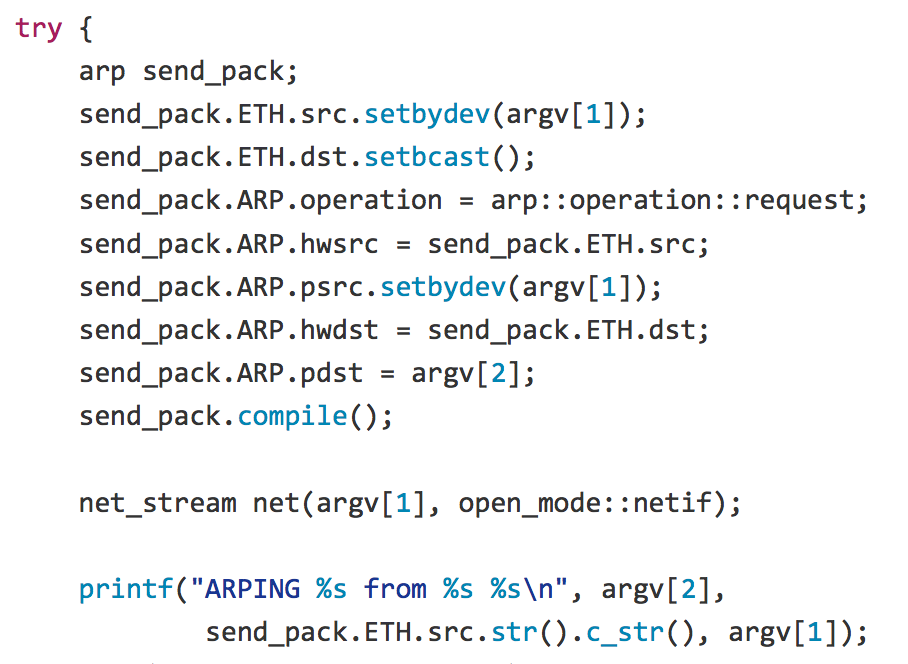 try {
    arp send_pack;
    send_pack.ETH.src.setbydev(argv[1]);
    send_pack.ETH.dst.setbcast();
    send_pack.ARP.operation = arp::operation::request;
    send_pack.ARP.hwsrc = send_pack.ETH.src;
    send_pack.ARP.psrc.setbydev(argv[1]);
    send_pack.ARP.hwdst = send_pack.ETH.dst;
    send_pack.ARP.pdst = argv[2];
    send_pack.compile();

    net_stream net(argv[1], open_mode::netif);

    printf("ARPING %s from %s %s\n", argv[2],
            send_pack.ETH.src.str().c_str(), argv[1]);